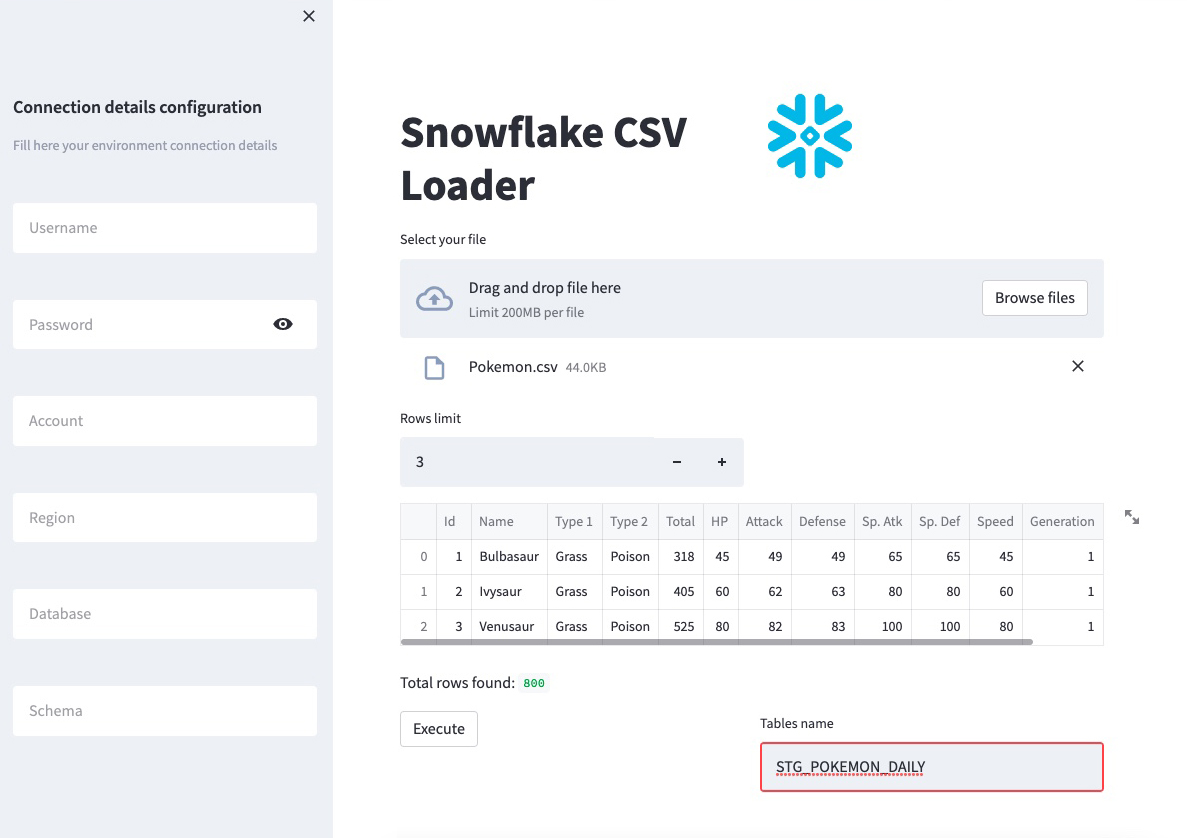 Connection details configuration
Fill here your environment connection details
Username
Password
Account
Region
Database
Schema
Snowflake CSV
Loader
Select your file
Drag and drop file here
Limit 200MB per file
Browse files
Pokemon.csv 44.0KB
Rows limit
3
Id Name Type 1 Type 2 Total HP Attack Defense Sp. Atk Sp. Def Speed Generation
0 1 Bulbasaur Grass Poison 318 45 49 49 65 65 45 1
1 2 Ivysaur Grass Poison 405 60 62 63 80 80 60 1
2 3 Venusaur Grass Poison 525 80 82 83 100 100 80 1
Total rows found: 800
Execute
Tables name
STG_POKEMON_DAILY